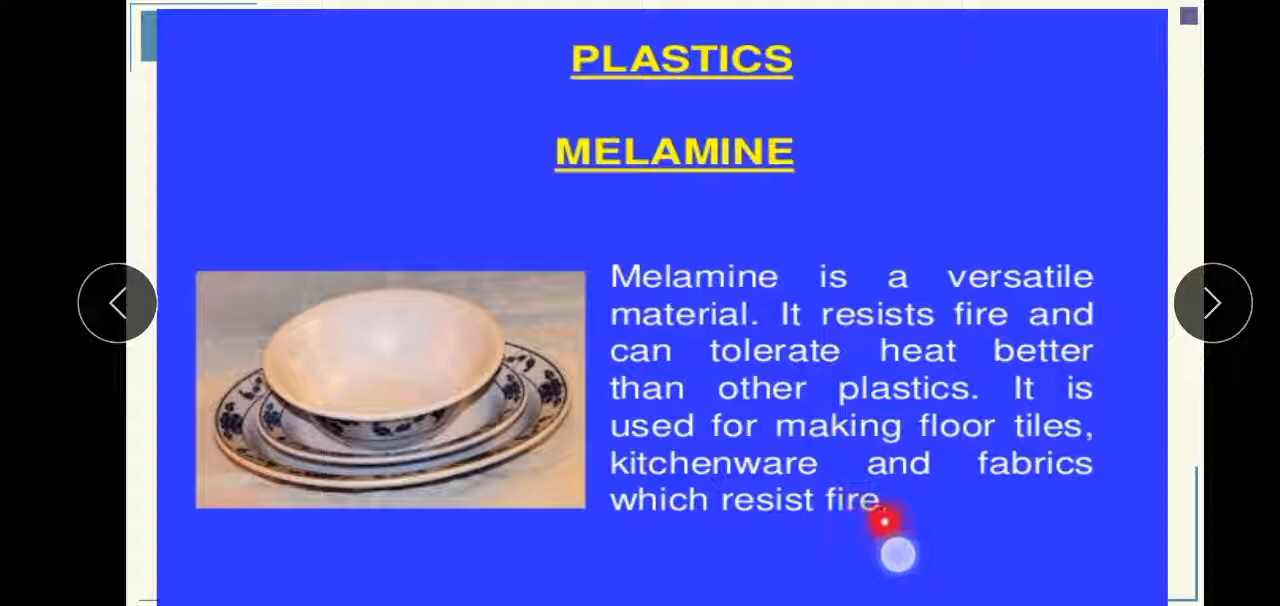 PLASTICS
MELAMINE
Melamine is a versatile
material. It resists fire and
can tolerate heat better
than other plastics. It is
used for making floor tiles,
kitchenware and fabrics
which resist fire.